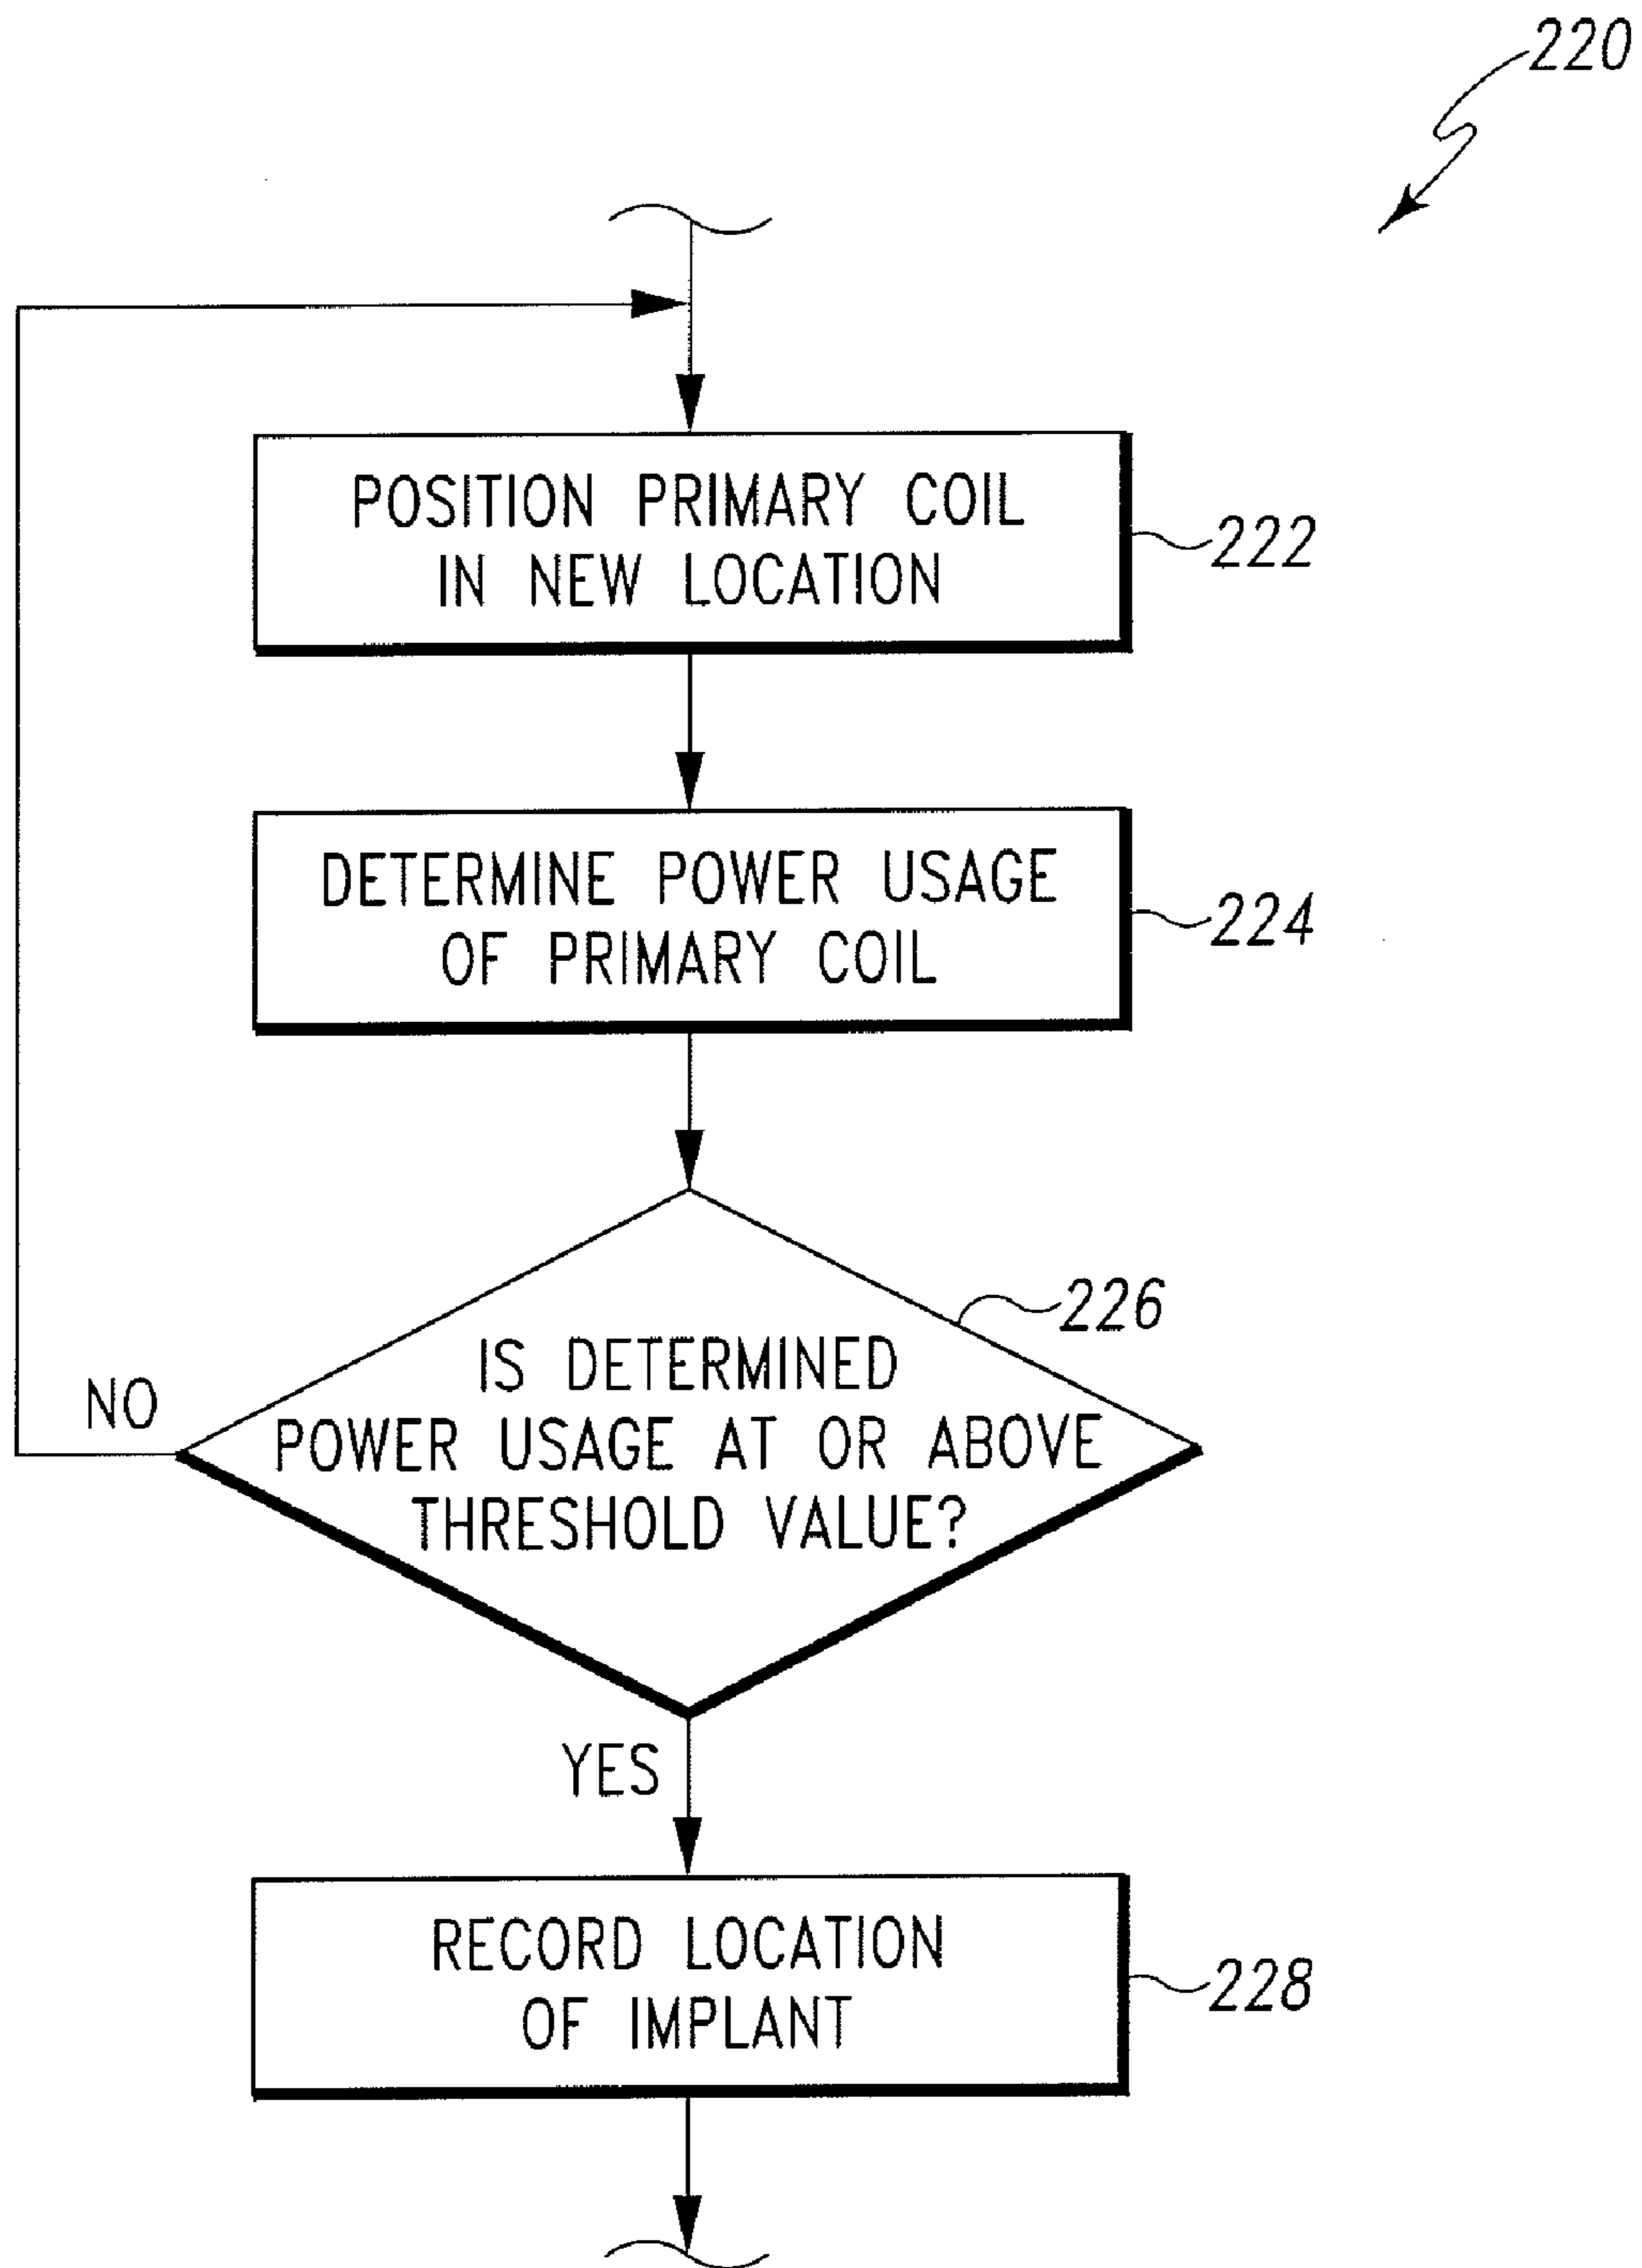 220
POSITION PRIMARY COIL
IN NEW LOCATION
222
DETERMINE POWER USAGE
OF PRIMARY COIL
224
226
IS DETERMINED
POWER USAGE AT OR ABOVE
THRESHOLD VALUE?
NO
YES
RECORD LOCATION
OF IMPLANT
228